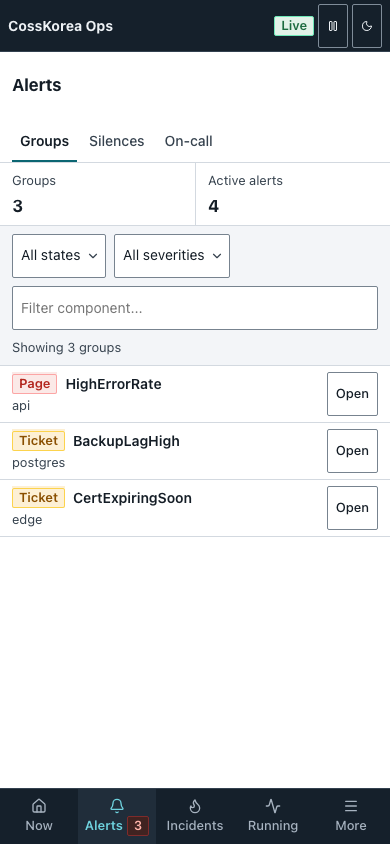 CossKorea Ops
Live
Alerts
Groups Silences On-call
Groups
3
Active alerts
4
All states All severities
Filter component...
Showing 3 groups
Page HighErrorRate
api
Open
Ticket BackupLagHigh
postgres
Open
Ticket CertExpiringSoon
edge
Open
Now
Alerts 3
Incidents
Running
More